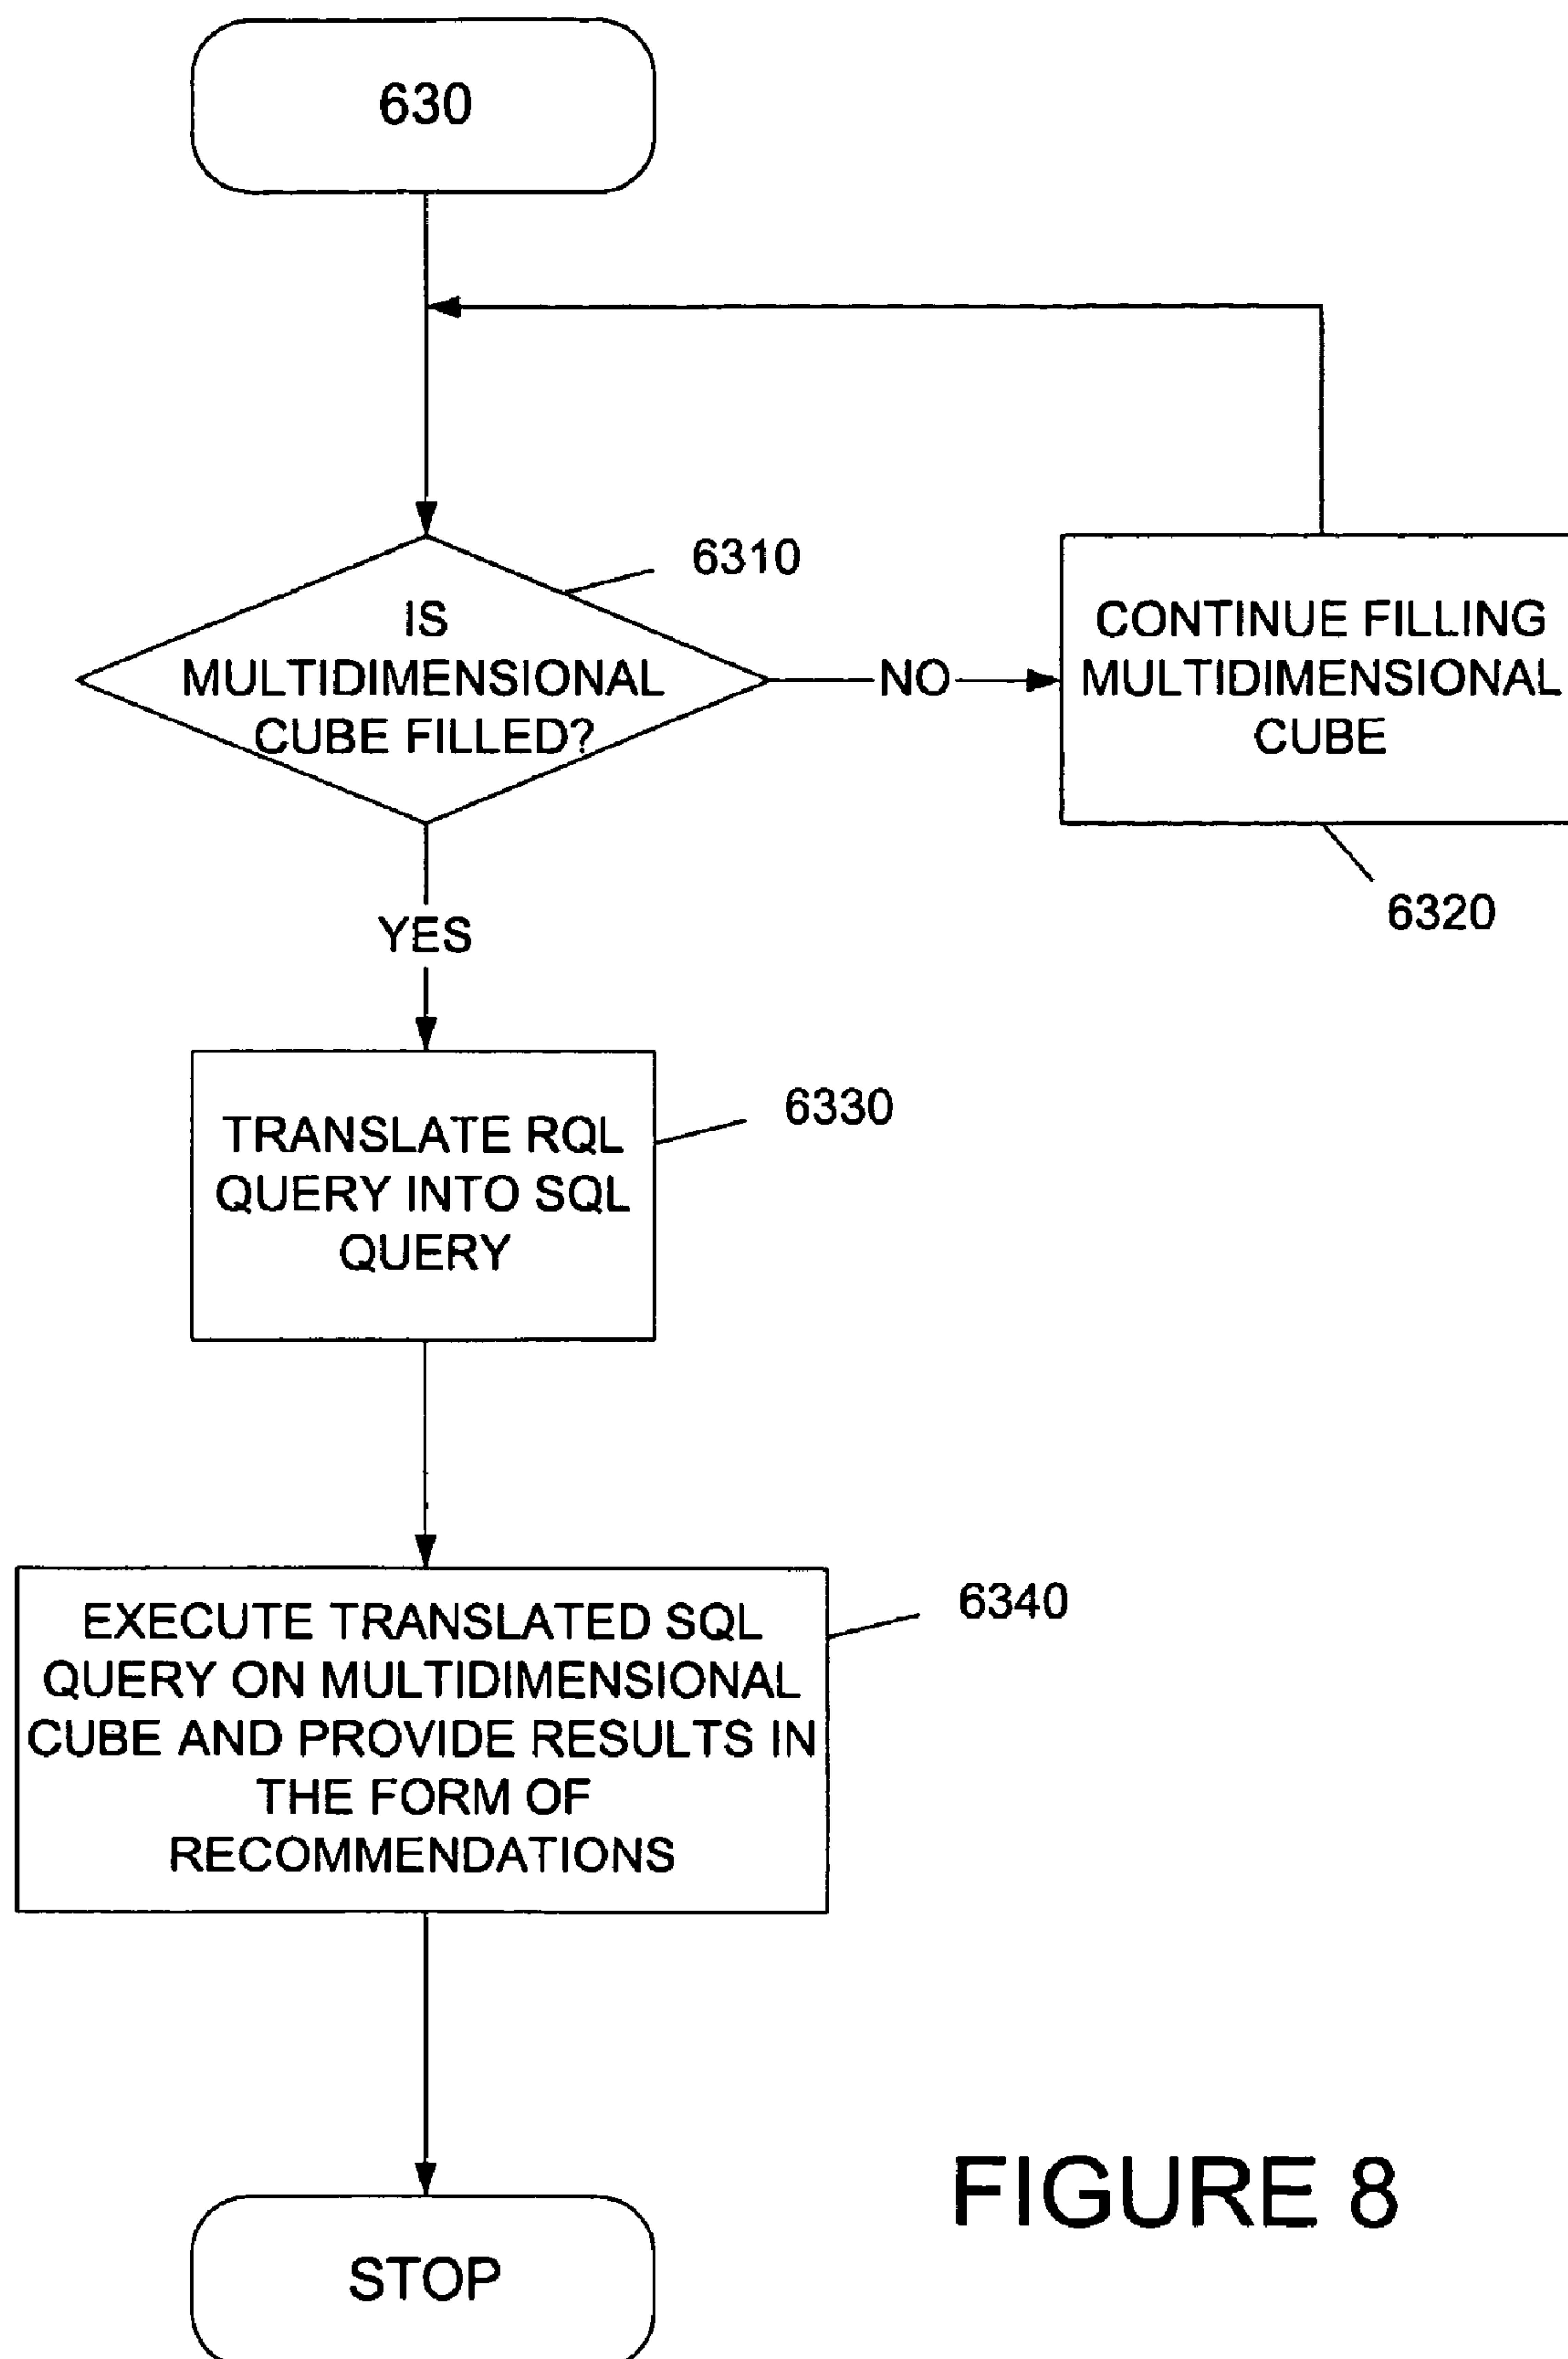 630
6310
IS
MULTIDIMENSIONAL
CUBE FILLED?
NO
CONTINUE FILLING
MULTIDIMENSIONAL
CUBE
6320
YES
6330
TRANSLATE RQL
QUERY INTO SQL
QUERY
6340
EXECUTE TRANSLATED SQL
QUERY ON MULTIDIMENSIONAL
CUBE AND PROVIDE RESULTS IN
THE FORM OF
RECOMMENDATIONS
STOP
FIGURE 8